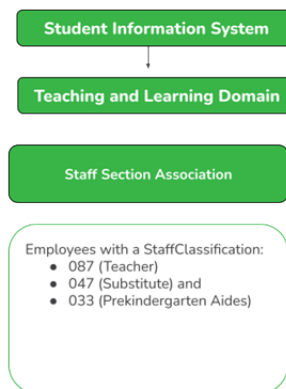 Student Information System
Teaching and Learning Domain
Staff Section Association
Employees with a StaffClassification:
● 087 (Teacher)
● 047 (Substitute) and
● 033 (Prekindergarten Aides)